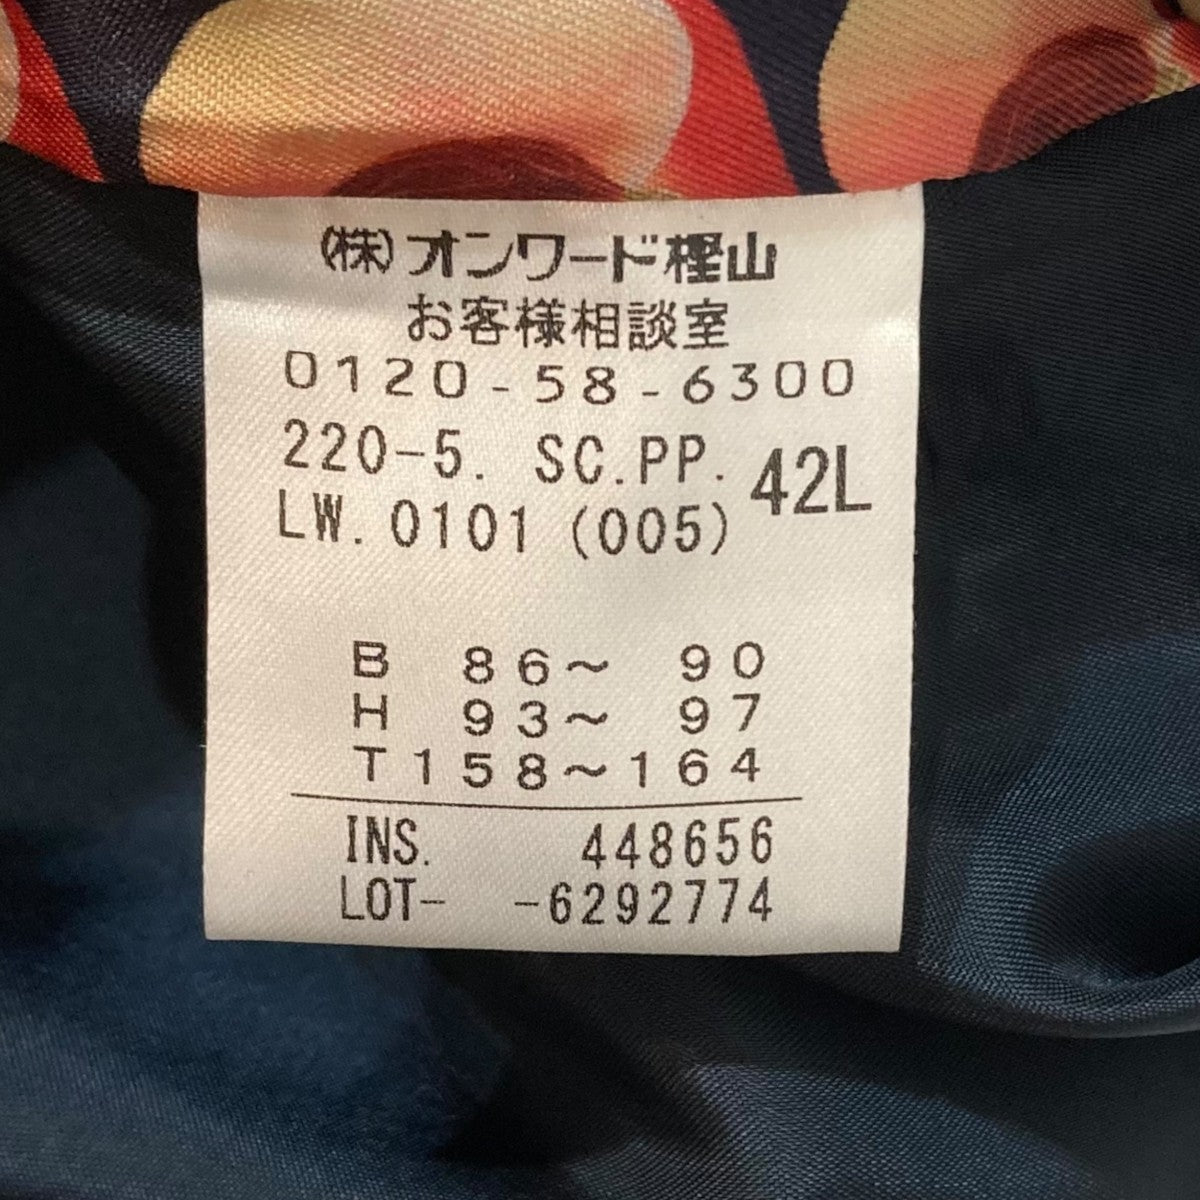 (株)オンワード樫山
お客様相談室
0120-58-6300
220-5. SC.PP. 42L
LW. 0101 (005)
B 86～ 90
H 93～ 97
T 158～164
INS. 448656
LOT- -6292774